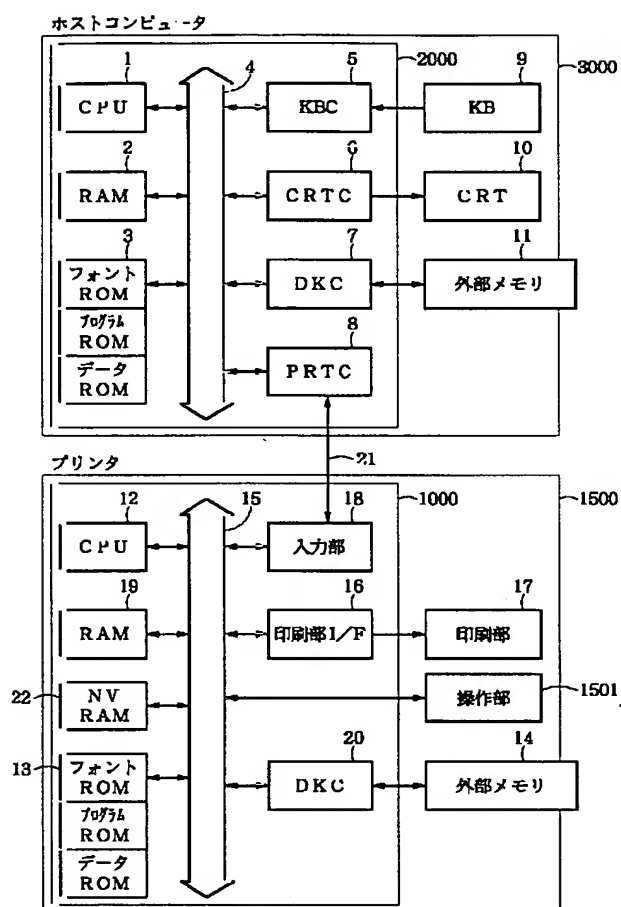 ホストコンピュータ
1 4 5 2000 9 3000
CPU KBC KB
2 6 10
RAM CRTC CRT
3 7 11
フォント
ROM
DKC 外部メモリ
プログラム
ROM
8
データ
ROM
PRTC
21
プリンタ
12 15 18 1000 1500
CPU 入力部
19 16 17
RAM 印刷部I/F 印刷部
22 NV
RAM
操作部 1501
13 20 14
フォント
ROM
DKC 外部メモリ
プログラム
ROM
データ
ROM